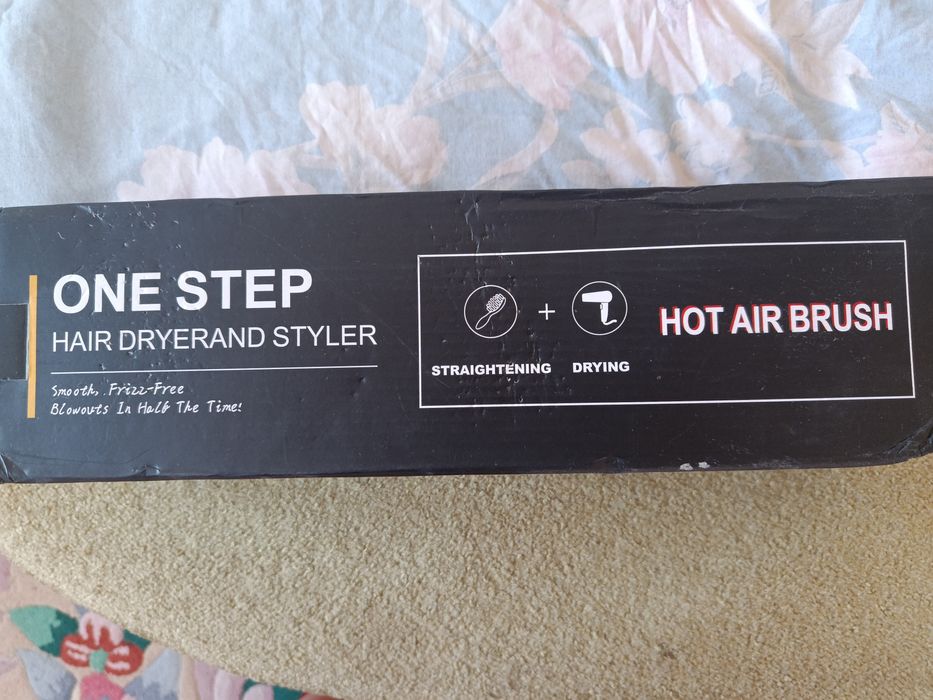 ONE STEP
HAIR DRYERAND STYLER
Smooth, Frizz-Free
Blowouts In Half The Time!
+
STRAIGHTENING DRYING
HOT AIR BRUSH